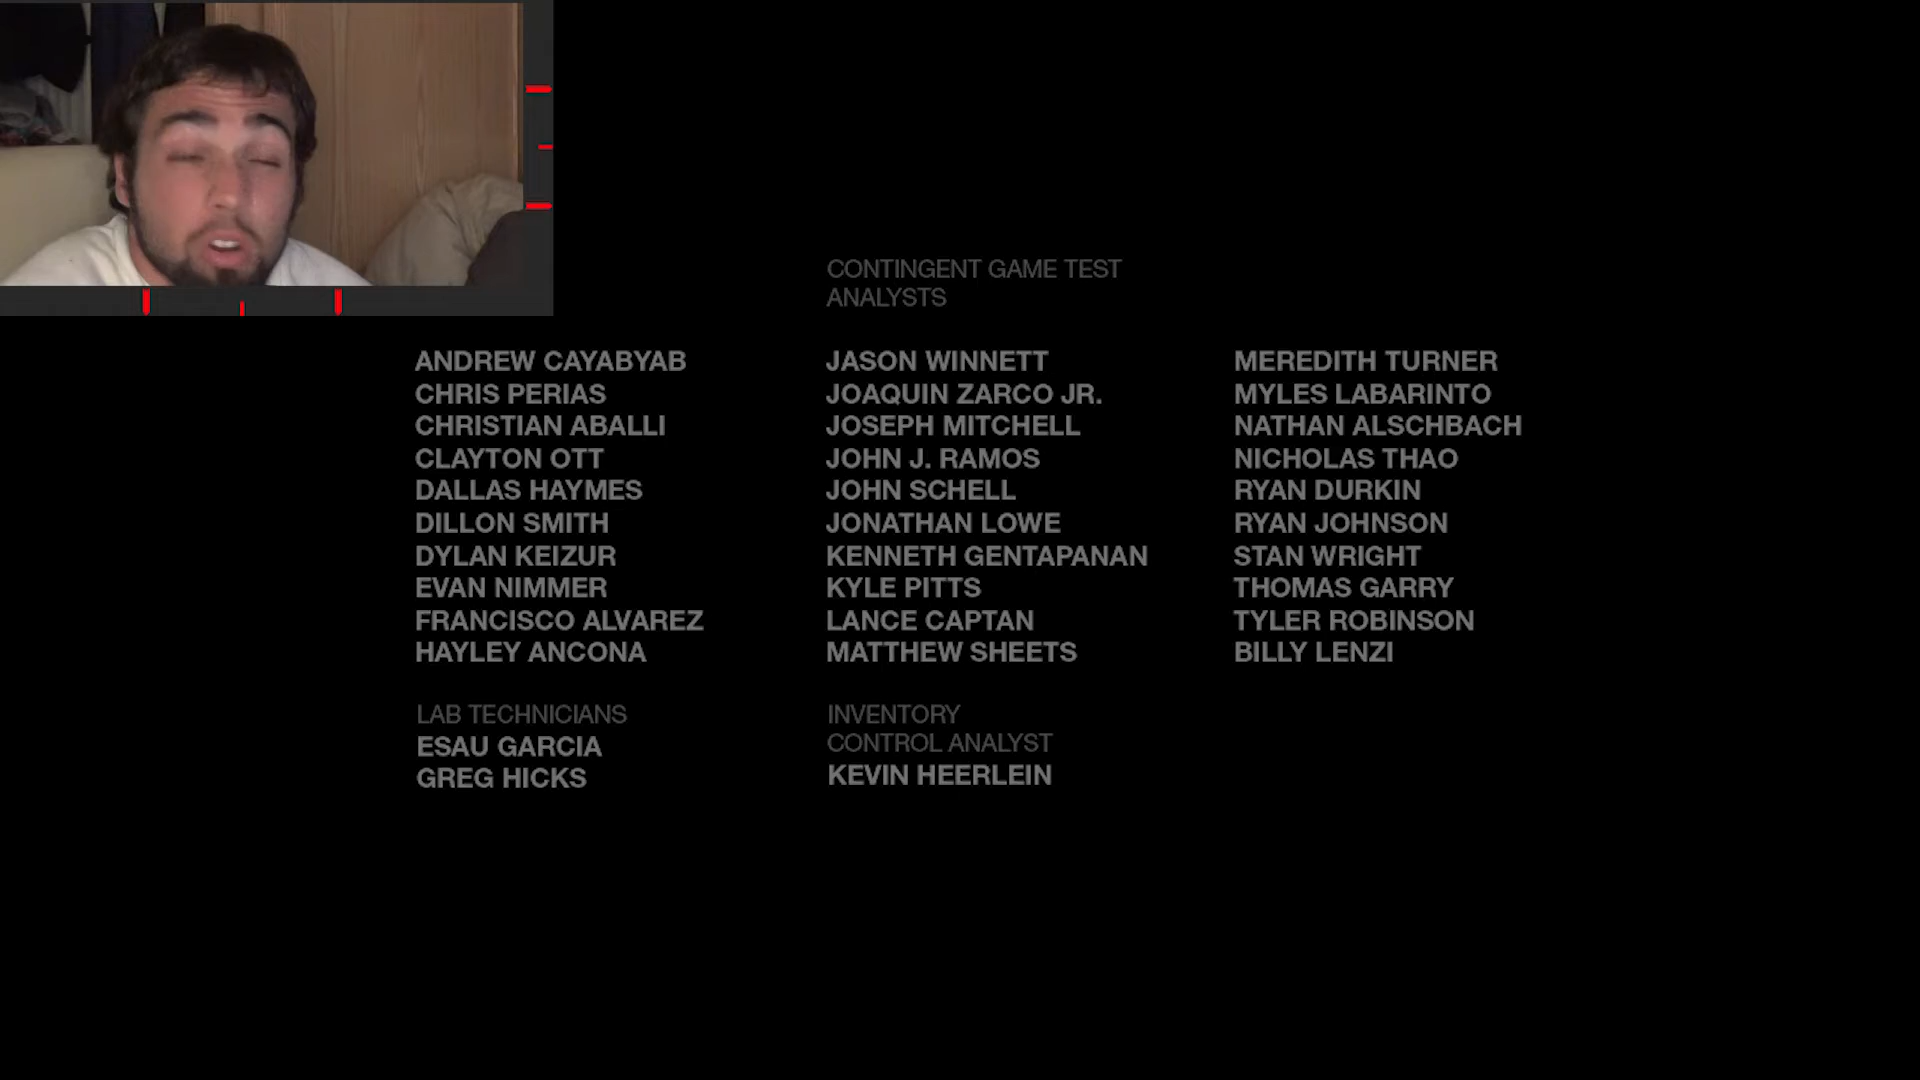 CONTINGENT GAME TEST
ANALYSTS
ANDREW CAYABYAB
CHRIS PERIAS
CHRISTIAN ABALLI
CLAYTON OTT
DALLAS HAYMES
DILLON SMITH
DYLAN KEIZUR
EVAN NIMMER
FRANCISCO ALVAREZ
HAYLEY ANCONA
JASON WINNETT
JOAQUIN ZARCO JR.
JOSEPH MITCHELL
JOHN J. RAMOS
JOHN SCHELL
JONATHAN LOWE
KENNETH GENTAPANAN
KYLE PITTS
LANCE CAPTAN
MATTHEW SHEETS
MEREDITH TURNER
MYLES LABARINTO
NATHAN ALSCHBACH
NICHOLAS THAO
RYAN DURKIN
RYAN JOHNSON
STAN WRIGHT
THOMAS GARRY
TYLER ROBINSON
BILLY LENZI
LAB TECHNICIANS
ESAU GARCIA
GREG HICKS
INVENTORY
CONTROL ANALYST
KEVIN HEERLEIN